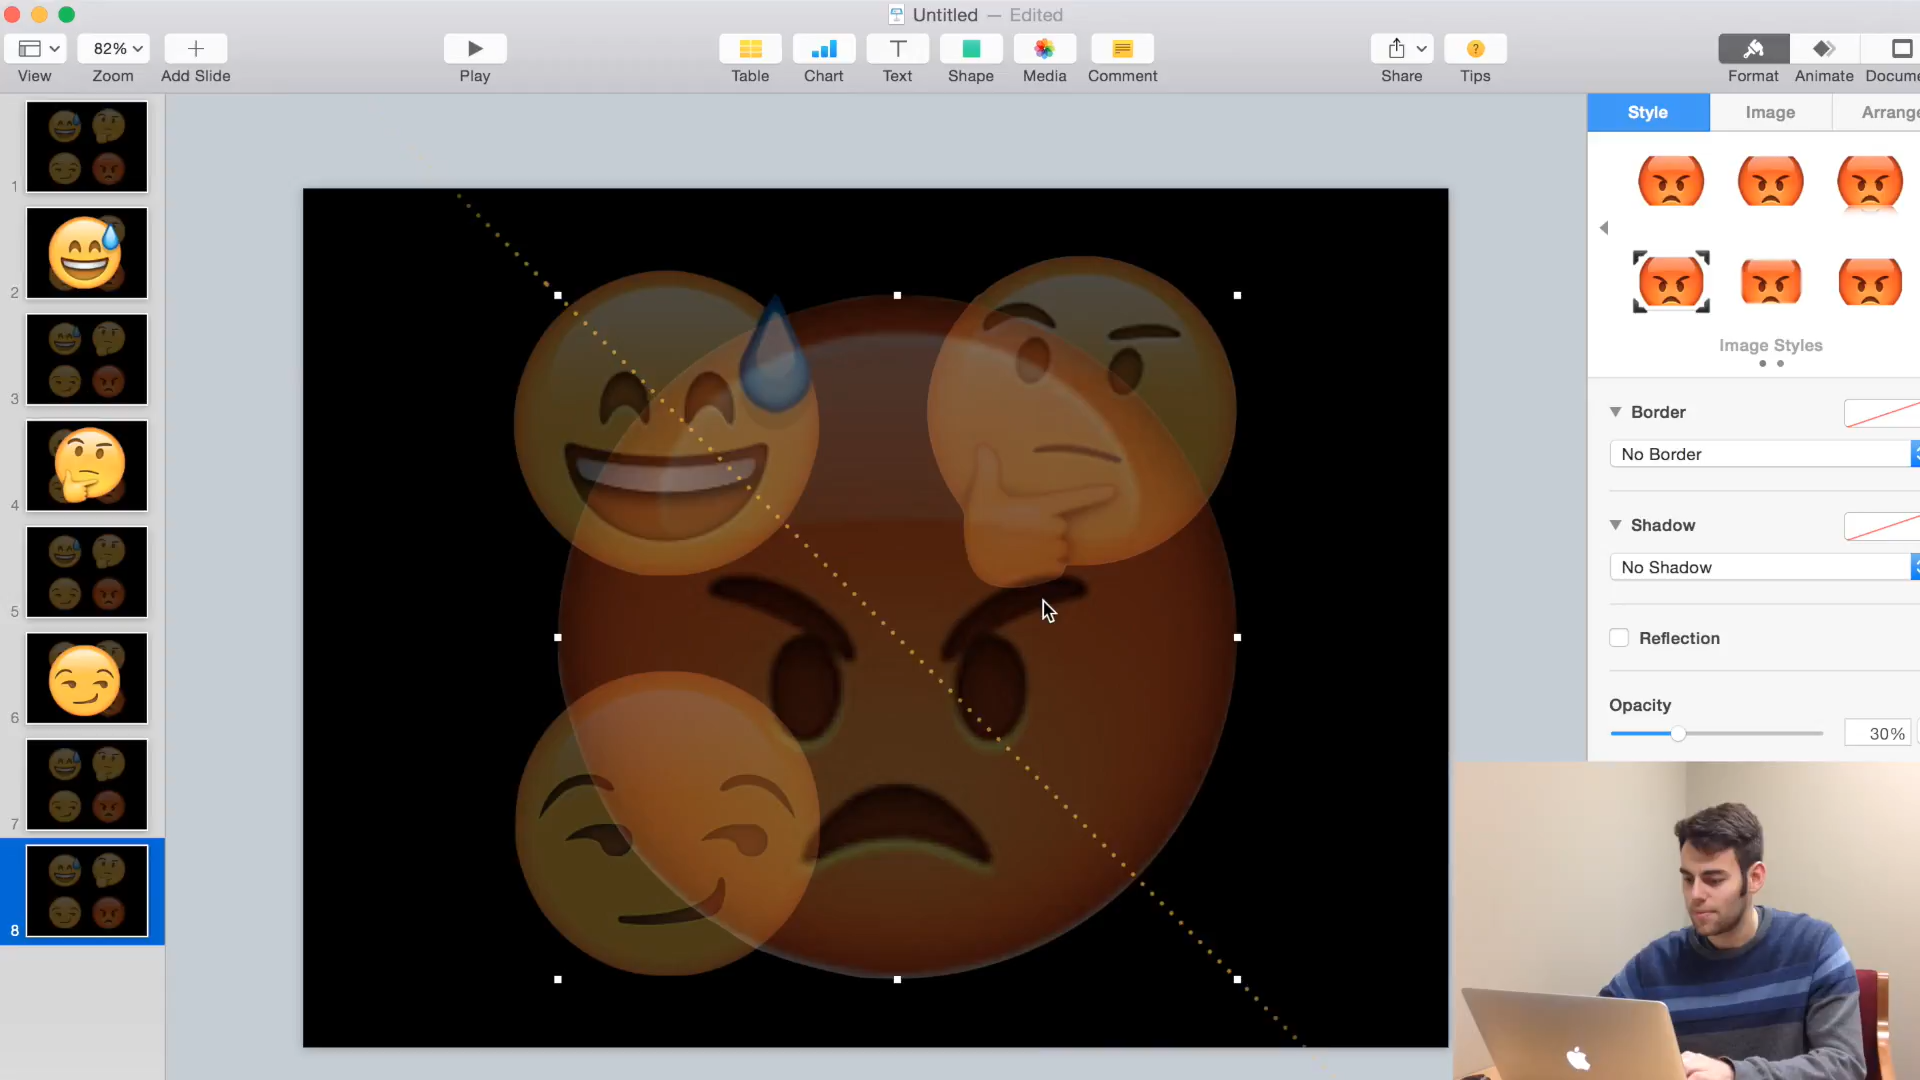 Untitled — Edited
82%
View
Zoom
Add Slide
Play
Table
Chart
Text
Shape
Media
Comment
Share
Tips
Format
Animate
Docume
Style
Image
Arrange
Image Styles
Border
No Border
Shadow
No Shadow
Reflection
Opacity
30%
1
2
3
4
5
6
7
8